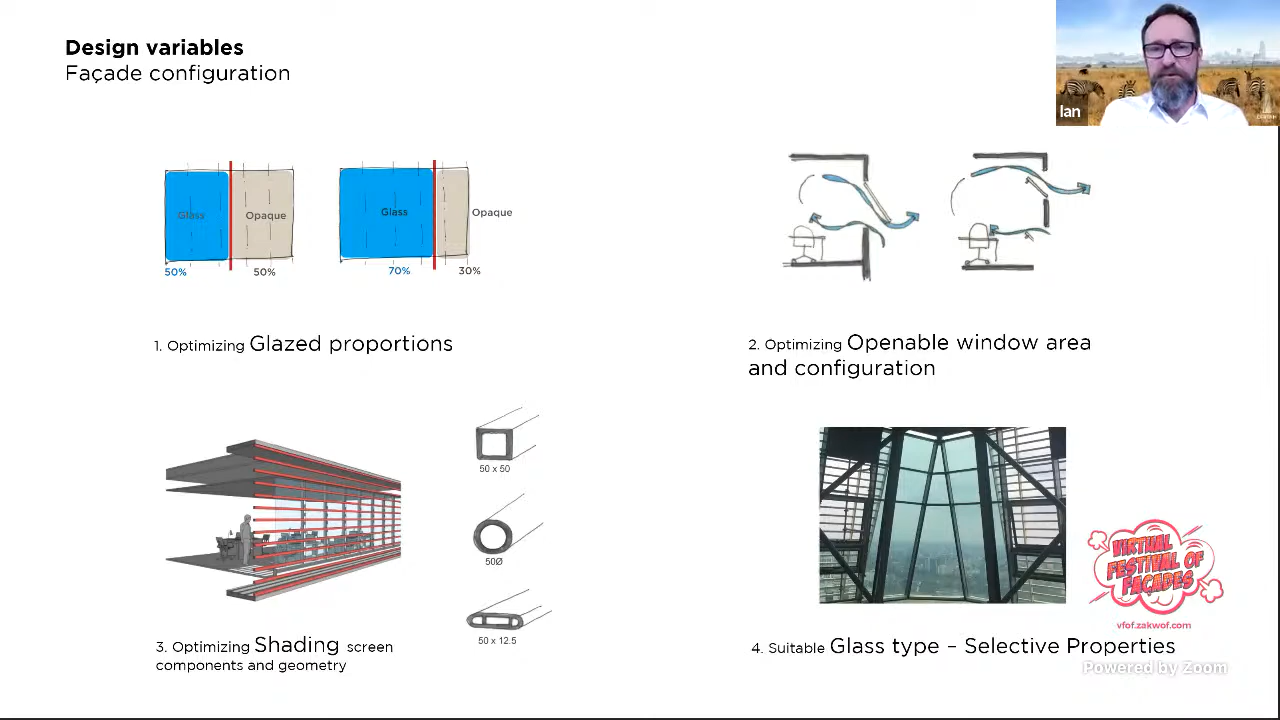 Design variables
Façade configuration
Ian
Glass
Opaque
50%
50%
Glass
Opaque
70%
30%
1. Optimizing Glazed proportions
2. Optimizing Openable window area
and configuration
50 x 50
50Ø
50 x 12.5
3. Optimizing Shading screen
components and geometry
4. Suitable Glass type – Selective Properties
VIRTUAL
FESTIVAL OF
FAÇADES
vfof.zakwof.com
Powered by Zoom